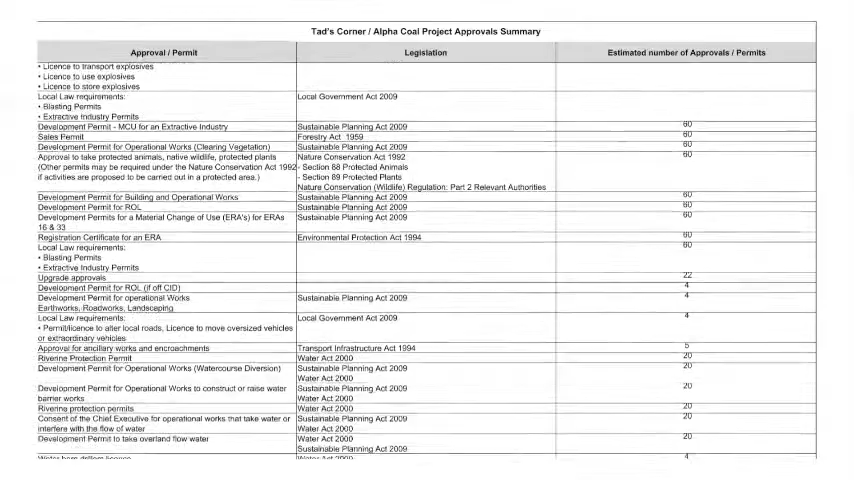 Tad's Corner / Alpha Coal Project Approvals Summary
Approval / Permit Legislation Estimated number of Approvals / Permits
• Licence to transport explosives
• Licence to use explosives
• Licence to store explosives
Local Law requirements: Local Government Act 2009
• Blasting Permits
• Extractive Industry Permits
Development Permit - MCU for an Extractive Industry Sustainable Planning Act 2009 60
Sales Permit Forestry Act 1959 60
Development Permit for Operational Works (Clearing Vegetation) Sustainable Planning Act 2009 60
Approval to take protected animals, native wildlife, protected plants Nature Conservation Act 1992 60
(Other permits may be required under the Nature Conservation Act 1992 - Section 88 Protected Animals
if activities are proposed to be carried out in a protected area.) - Section 89 Protected Plants
Nature Conservation (Wildlife) Regulation: Part 2 Relevant Authorities
Development Permit for Building and Operational Works Sustainable Planning Act 2009 60
Development Permit for ROL Sustainable Planning Act 2009 60
Development Permits for a Material Change of Use (ERA's) for ERAs Sustainable Planning Act 2009 60
16 & 33
Registration Certificate for an ERA Environmental Protection Act 1994 60
Local Law requirements: 60
• Blasting Permits
• Extractive Industry Permits
Upgrade approvals 22
Development Permit for ROL (if off CID) 4
Development Permit for operational Works Sustainable Planning Act 2009 4
Earthworks, Roadworks, Landscaping
Local Law requirements: Local Government Act 2009 4
• Permit/licence to alter local roads, Licence to move oversized vehicles
or extraordinary vehicles
Approval for ancillary works and encroachments Transport Infrastructure Act 1994 5
Riverine Protection Permit Water Act 2000 20
Development Permit for Operational Works (Watercourse Diversion) Sustainable Planning Act 2009 20
Water Act 2000
Development Permit for Operational Works to construct or raise water Sustainable Planning Act 2009 20
barrier works Water Act 2000
Riverine protection permits Water Act 2000 20
Consent of the Chief Executive for operational works that take water or Sustainable Planning Act 2009 20
interfere with the flow of water Water Act 2000
Development Permit to take overland flow water Water Act 2000 20
Sustainable Planning Act 2009
Water bore drillers licence Water Act 2000 4